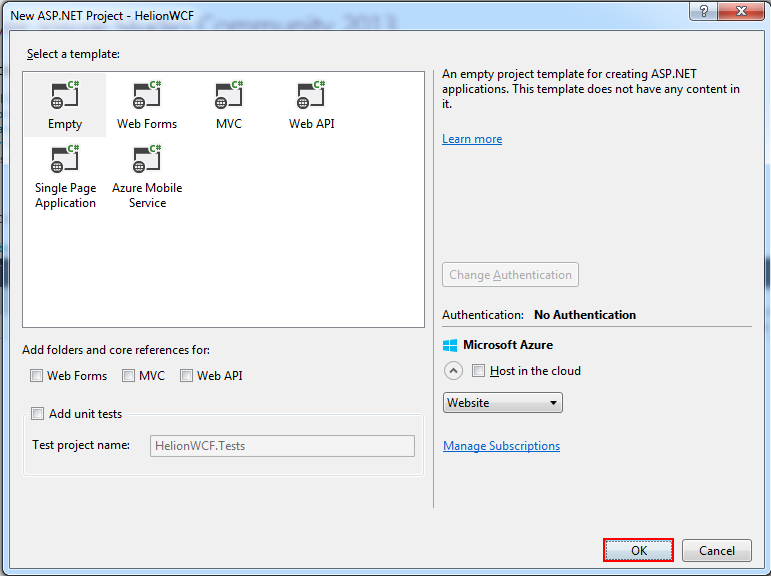 New ASP.NET Project - HelionWCF
Select a template:
C#
C#
C#
C#
Empty
Web Forms
MVC
Web API
C#
C#
Single Page
Application
Azure Mobile
Service
An empty project template for creating ASP.NET
applications. This template does not have any content in
it.
Learn more
Change Authentication
Authentication: No Authentication
Microsoft Azure
Host in the cloud
Website
Manage Subscriptions
Add folders and core references for:
Web Forms
MVC
Web API
Add unit tests
Test project name:
HelionWCF.Tests
OK
Cancel